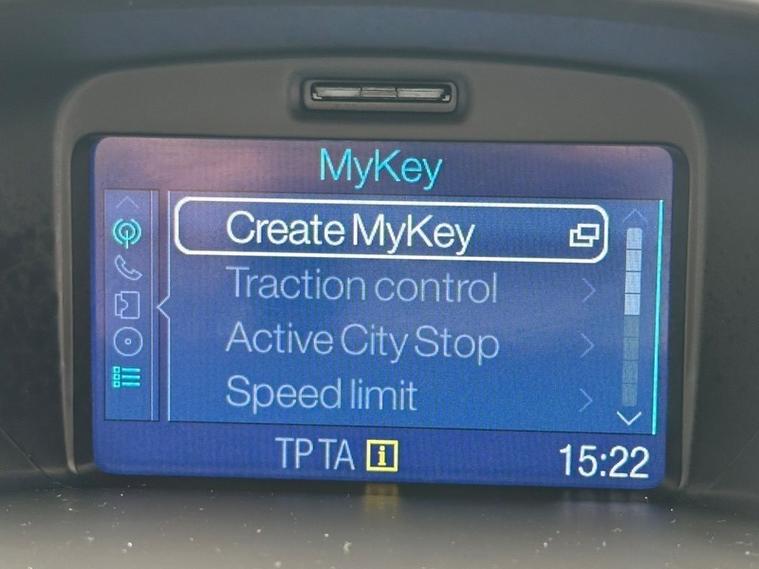 MyKey
Create MyKey
Traction control
Active City Stop
Speed limit
TP TA i 15:22